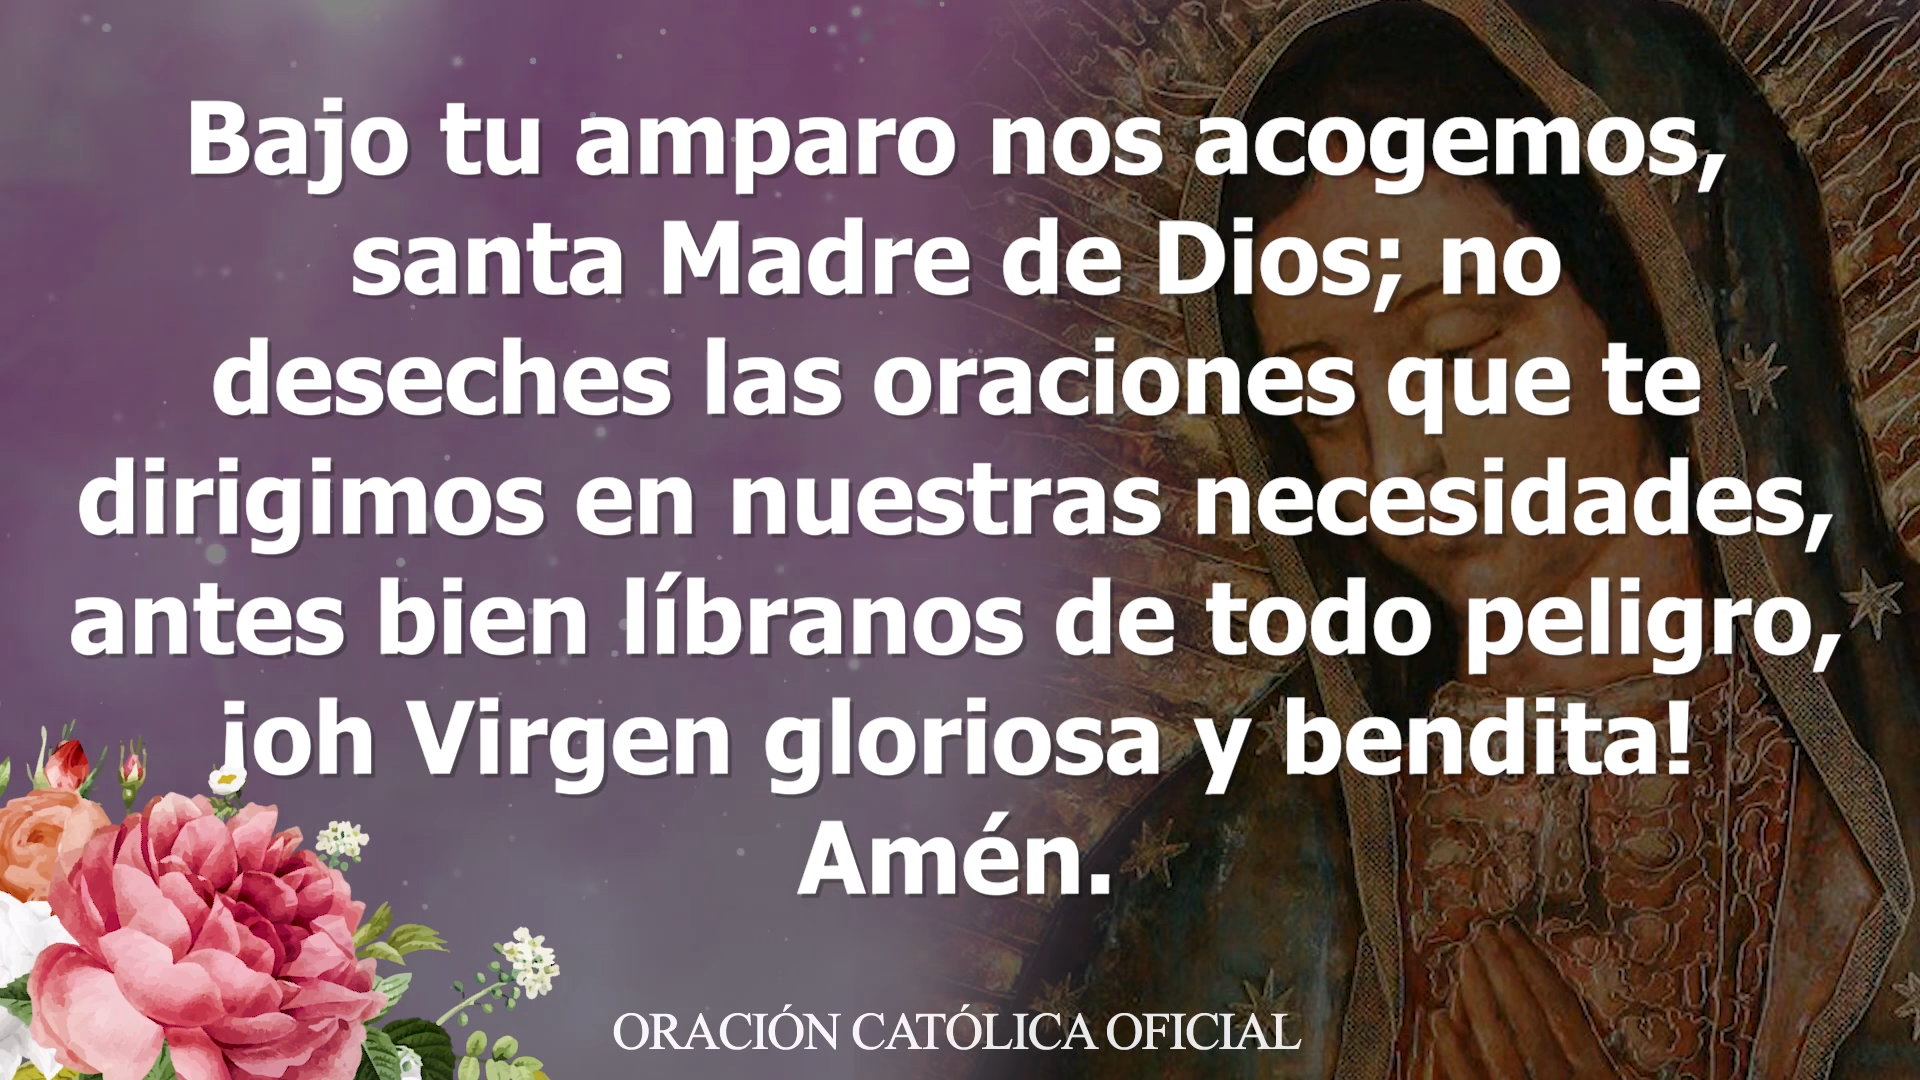 Bajo tu amparo nos acogemos,
santa Madre de Dios; no
deseches las oraciones que te
dirigimos en nuestras necesidades,
antes bien líbranos de todo peligro,
¡oh Virgen gloriosa y bendita!
Amén.
ORACIÓN CATÓLICA OFICIAL